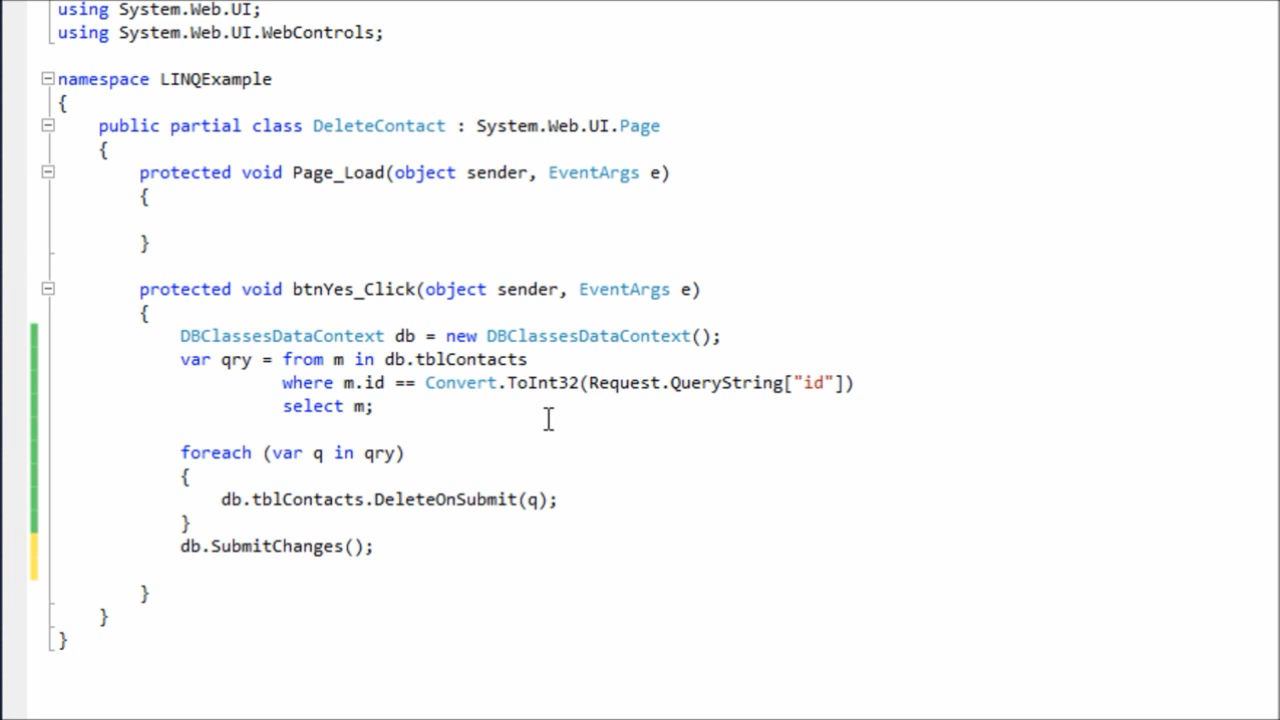 using System.Web.UI;
using System.Web.UI.WebControls;
namespace LINQExample
{
public partial class DeleteContact : System.Web.UI.Page
{
protected void Page_Load(object sender, EventArgs e)
{
}
protected void btnYes_Click(object sender, EventArgs e)
{
DBClassesDataContext db = new DBClassesDataContext();
var qry = from m in db.tblContacts
where m.id == Convert.ToInt32(Request.QueryString["id"])
select m;
foreach (var q in qry)
{
db.tblContacts.DeleteOnSubmit(q);
}
db.SubmitChanges();
}
}
}